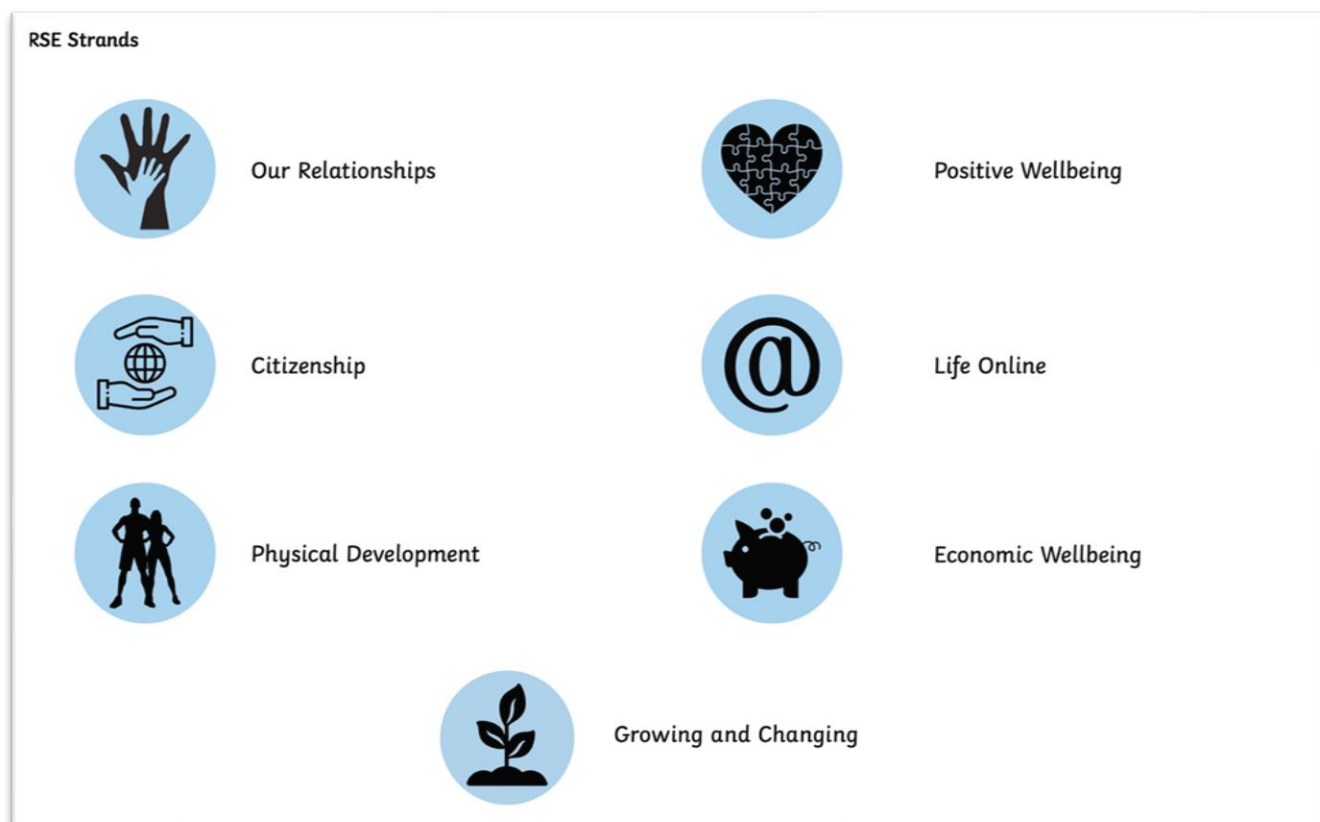 RSE Strands
Our Relationships
Positive Wellbeing
Citizenship
@
Life Online
Physical Development
Economic Wellbeing
Growing and Changing